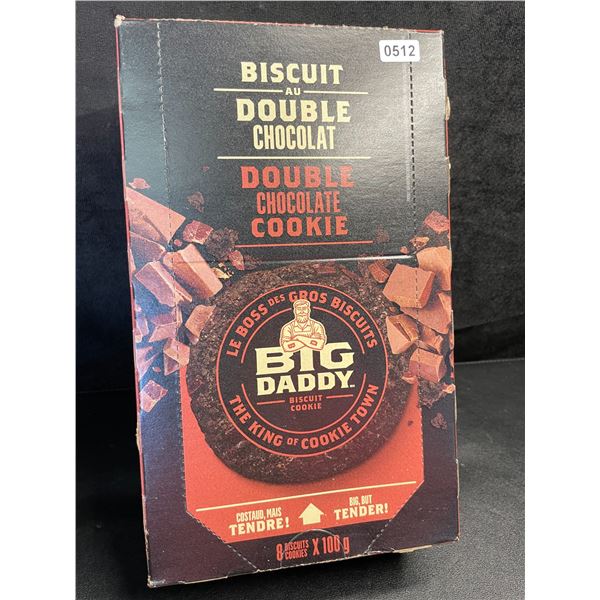 0512
BISCUIT
AU
DOUBLE
CHOCOLAT
DOUBLE
CHOCOLATE
COOKIE
LE BOSS DES GROS BISCUITS
BIG
DADDY™
BISCUIT
COOKIE
THE KING OF COOKIE TOWN
COSTAUD, MAIS
TENDRE!
BIG, BUT
TENDER!
8 BISCUITS COOKIES X 100 g